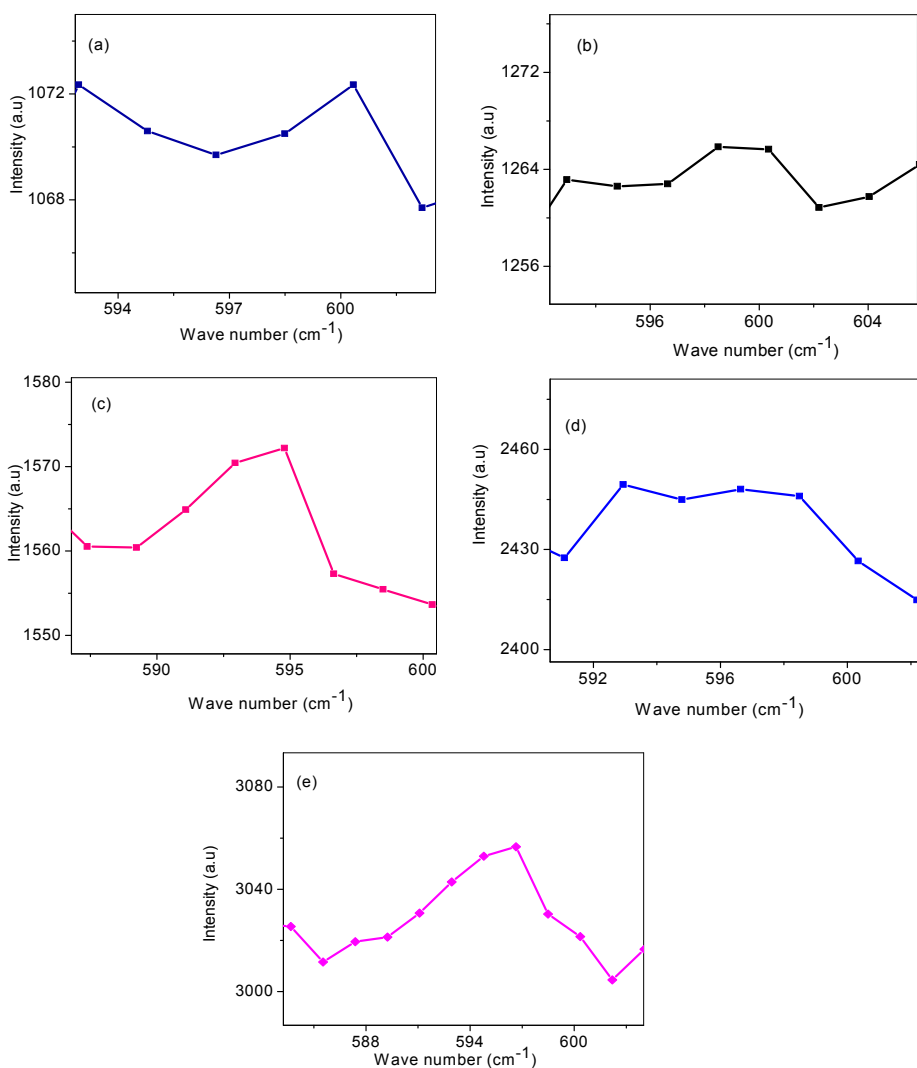 (a)
1072
1068
Intensity (a.u)
594 597 600
Wave number (cm-1)
(b)
1272
1264
1256
Intensity (a.u)
596 600 604
Wave number (cm-1)
(c)
1580
1570
1560
1550
Intensity (a.u)
590 595 600
Wave number (cm-1)
(d)
2460
2430
2400
Intensity (a.u)
592 596 600
Wave number (cm-1)
(e)
3080
3040
3000
Intensity (a.u)
588 594 600
Wave number (cm-1)